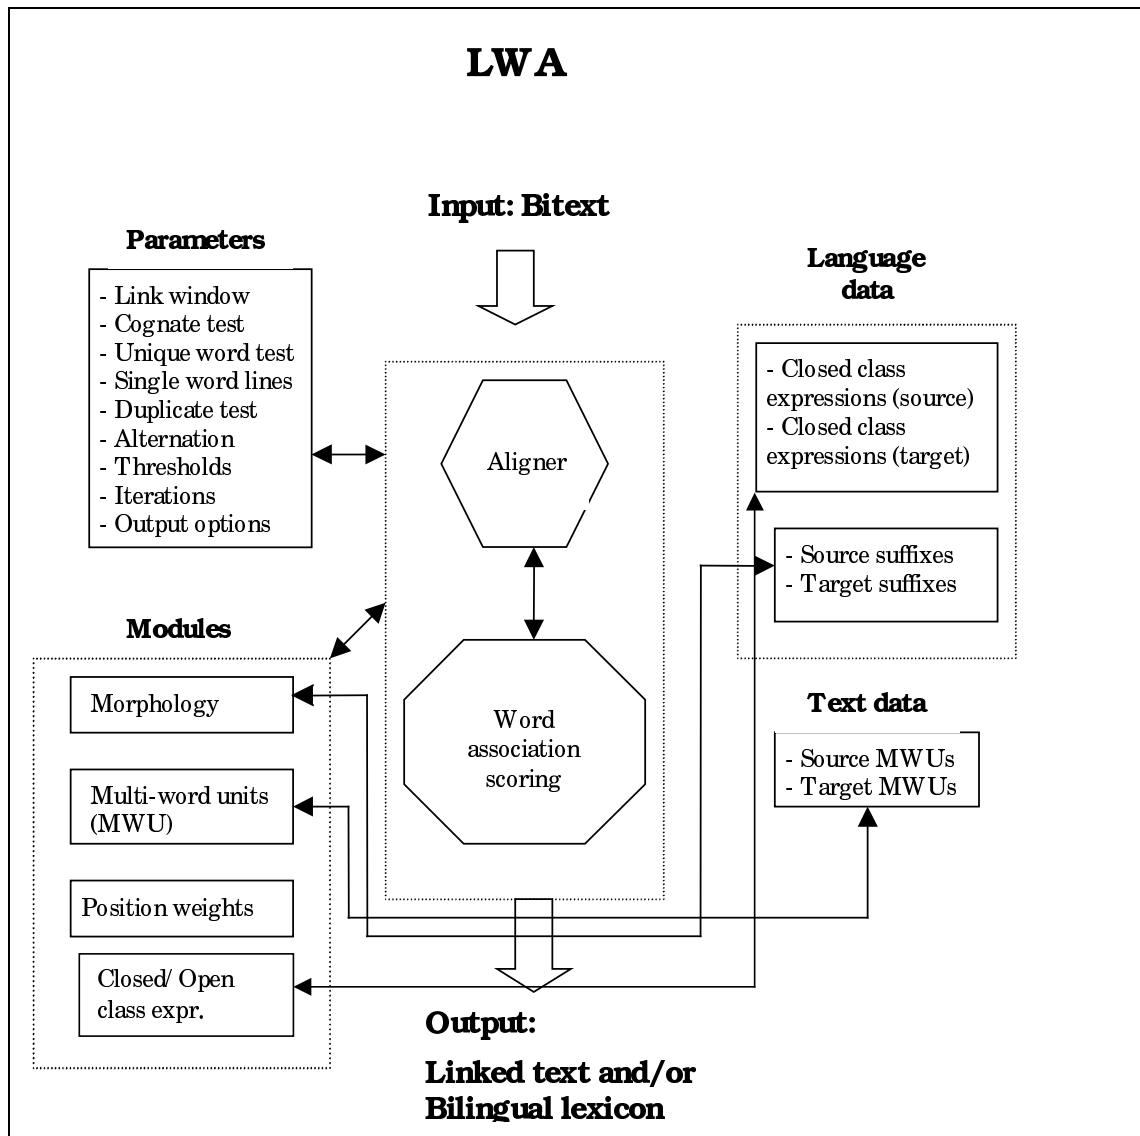 LWA
Input: Bitext
Parameters
- Link window
- Cognate test
- Unique word test
- Single word lines
- Duplicate test
- Alternation
- Thresholds
- Iterations
- Output options
Language
data
- Closed class
expressions (source)
- Closed class
expressions (target)
- Source suffixes
- Target suffixes
Aligner
Word
association
scoring
Modules
Morphology
Multi-word units
(MWU)
Position weights
Closed/ Open
class expr.
Text data
- Source MWUs
- Target MWUs
Output:
Linked text and/or
Bilingual lexicon